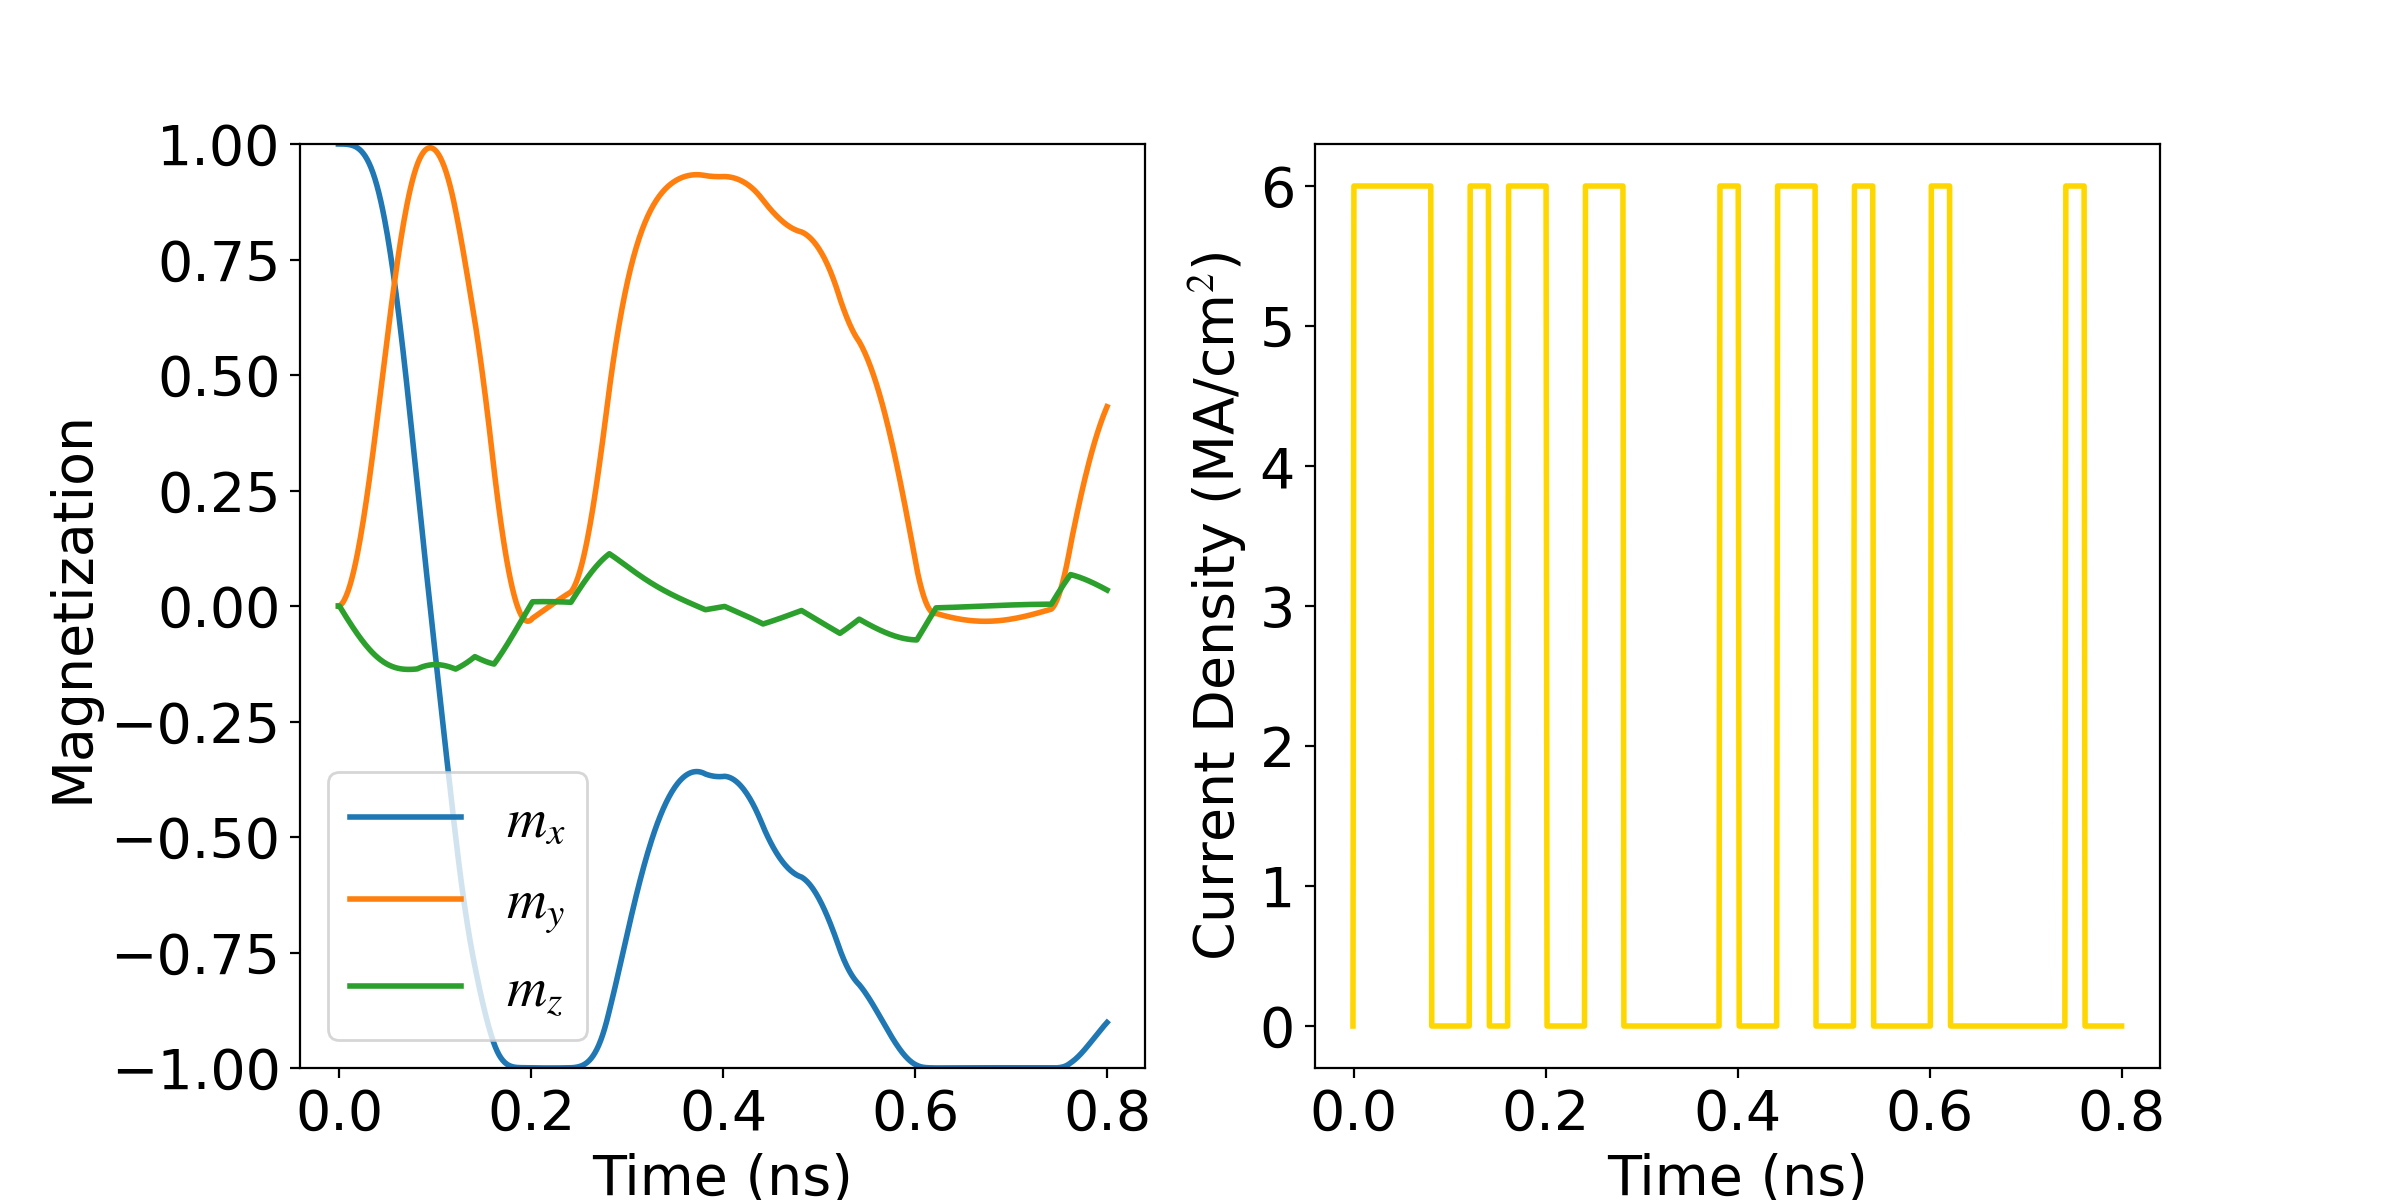 Magnetization
1.00
0.75
0.50
0.25
0.00
−0.25
−0.50
−0.75
−1.00
m_x
m_y
m_z
0.0 0.2 0.4 0.6 0.8
Time (ns)
Current Density (MA/cm²)
6
5
4
3
2
1
0
0.0 0.2 0.4 0.6 0.8
Time (ns)